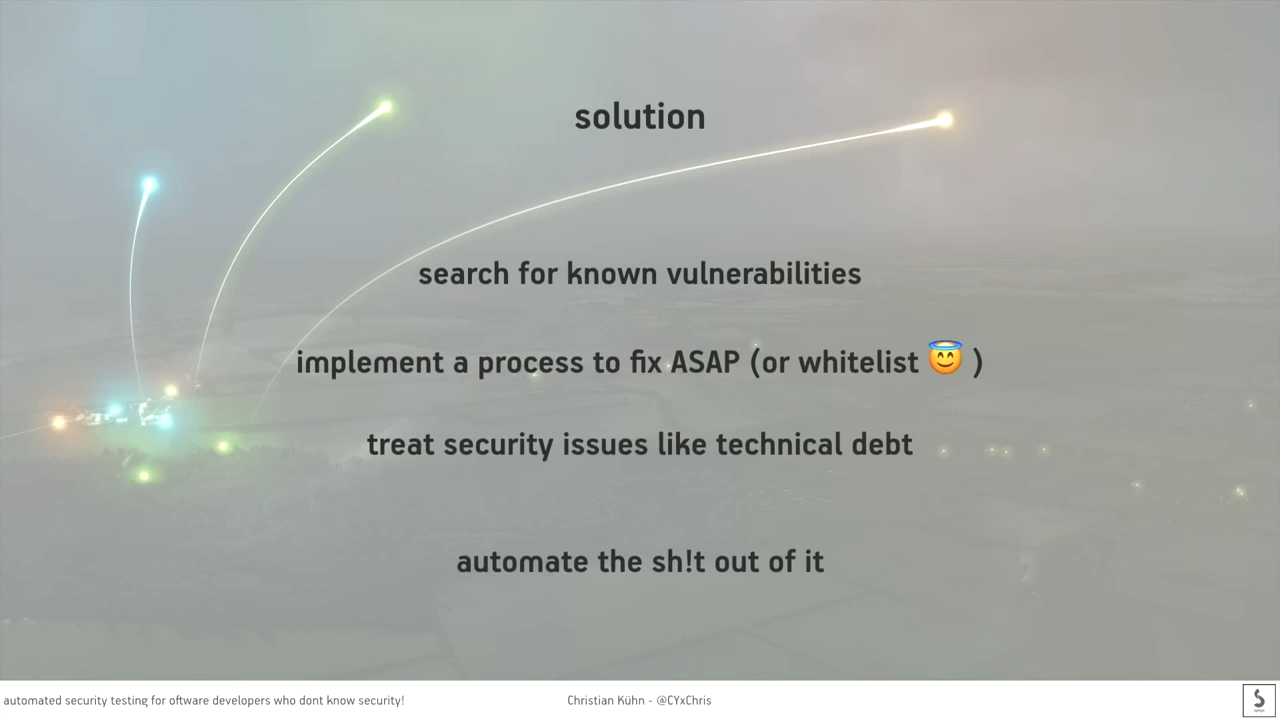 solution
search for known vulnerabilities
implement a process to fix ASAP (or whitelist 😇 )
treat security issues like technical debt
automate the sh!t out of it
automated security testing for oftware developers who dont know security!
Christian Kühn - @CYxChris